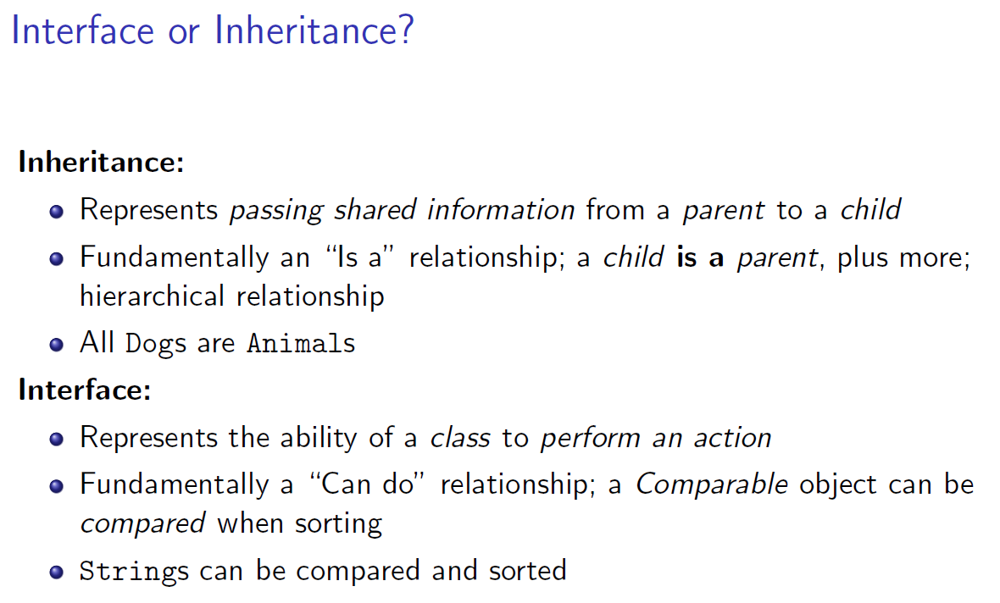 Interface or Inheritance?
Inheritance:
Represents passing shared information from a parent to a child
Fundamentally an “Is a” relationship; a child is a parent, plus more;
hierarchical relationship
All Dogs are Animals
Interface:
Represents the ability of a class to perform an action
Fundamentally a “Can do” relationship; a Comparable object can be
compared when sorting
Strings can be compared and sorted